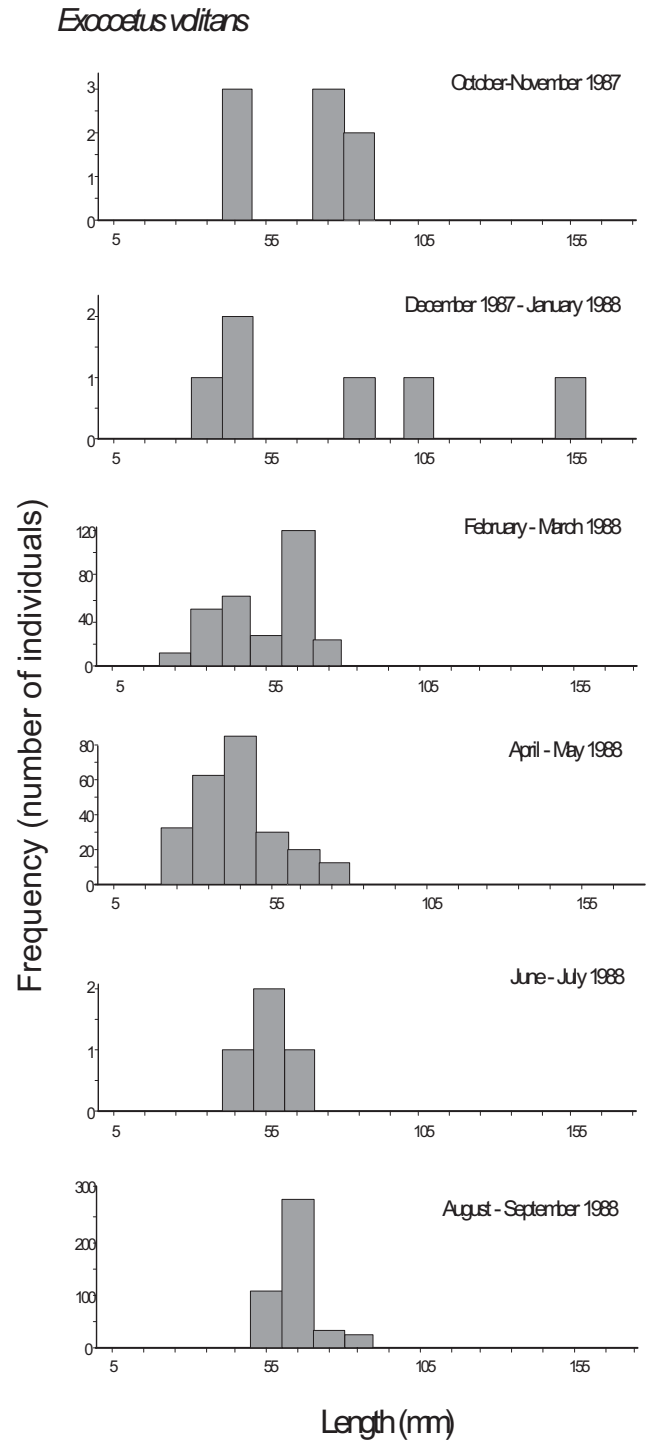 Exocoetus volitans
October-November 1987
3
2
1
0
5 55 105 155
December 1987 - January 1988
2
1
0
5 55 105 155
February - March 1988
120
80
40
0
5 55 105 155
April - May 1988
80
60
40
20
0
5 55 105 155
June - July 1988
2
1
0
5 55 105 155
August - September 1988
300
200
100
0
5 55 105 155
Frequency (number of individuals)
Length (mm)